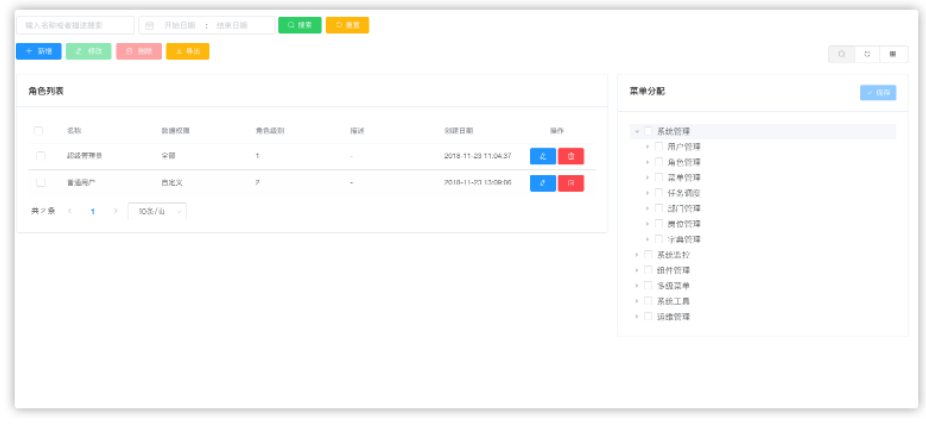 输入名称或者描述搜索 开始日期 : 结束日期 搜索 重置
+ 新增 修改 删除 导出
角色列表
名称 数据权限 角色级别 描述 创建日期 操作
超级管理员 全部 1 - 2018-11-23 11:04:37
普通用户 自定义 2 - 2018-11-23 13:09:06
共 2 条 < 1 > 10条/页
菜单分配 保存
系统管理
用户管理
角色管理
菜单管理
任务调度
部门管理
岗位管理
字典管理
系统监控
组件管理
多级菜单
系统工具
运维管理